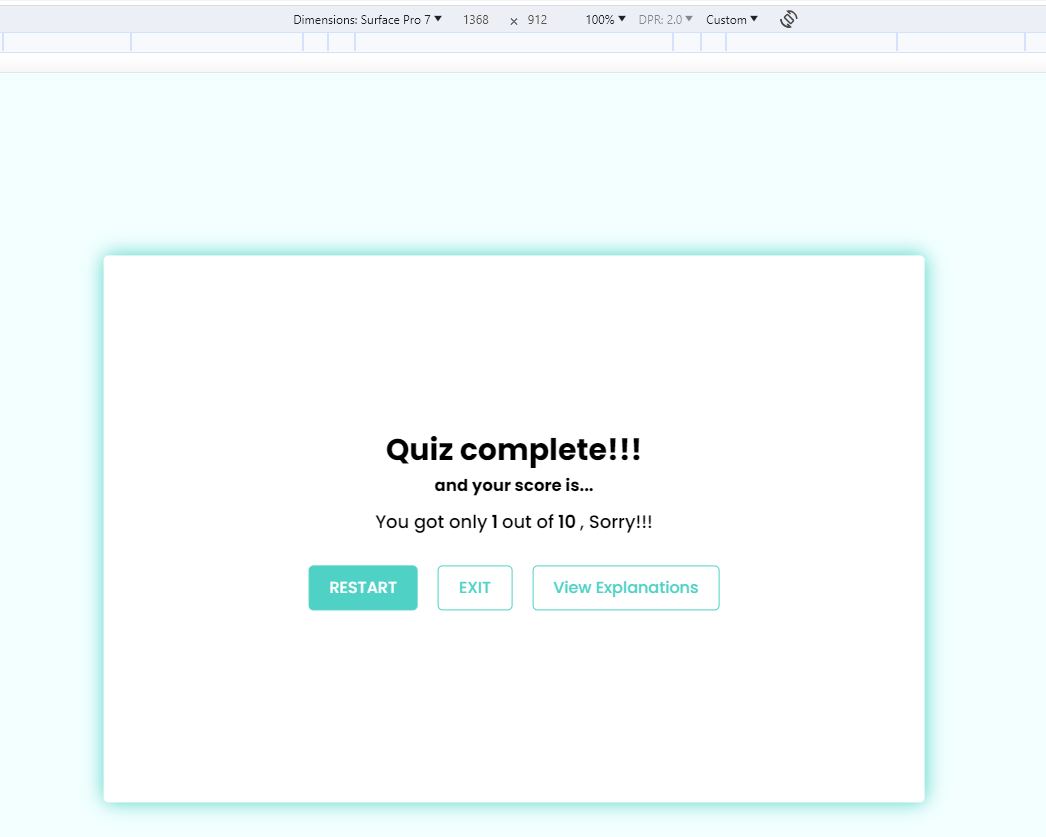 Dimensions: Surface Pro 7 1368 × 912 100% DPR: 2.0 Custom
Quiz complete!!!
and your score is...
You got only 1 out of 10 , Sorry!!!
RESTART EXIT View Explanations